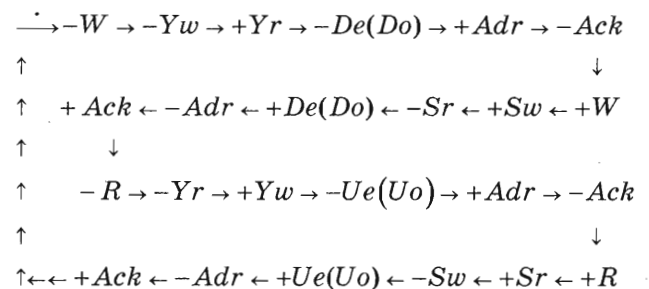 → −W → −Yw → +Yr → −De(Do) → +Adr → −Ack
↑ ↓
↑ +Ack ← −Adr ← +De(Do) ← −Sr ← +Sw ← +W
↑ ↓
↑ −R → −Yr → +Yw → −Ue(Uo) → +Adr → −Ack
↑ ↓
↑←← +Ack ← −Adr ← +Ue(Uo) ← −Sw ← +Sr ← +R